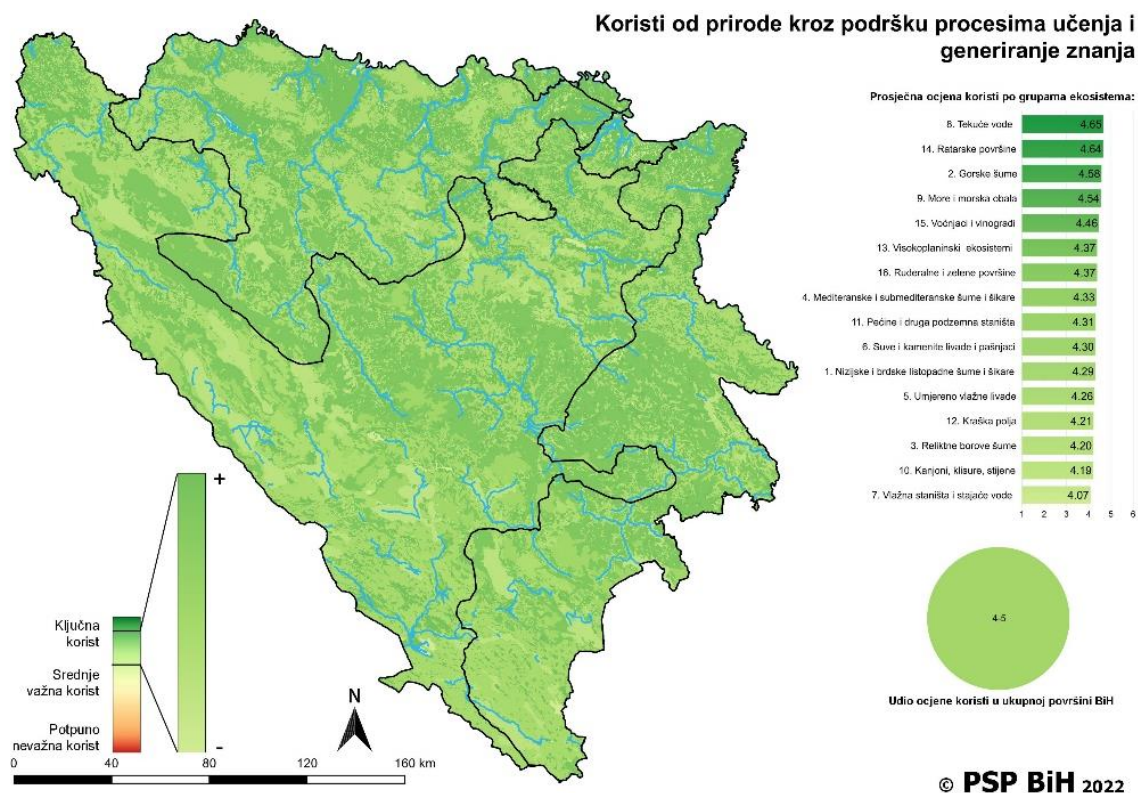 Koristi od prirode kroz podršku procesima učenja i
generiranje znanja
Prosječna ocjena koristi po grupama ekosistema:
8. Tekuće vode 4.65
14. Ratarske površine 4.64
2. Gorske šume 4.58
9. More i morska obala 4.54
15. Voćnjaci i vinogradi 4.46
13. Visokoplaninski ekosistemi 4.37
16. Ruderalne i zelene površine 4.37
4. Mediteranske i submediteranske šume i šikare 4.33
11. Pećine i druga podzemna staništa 4.31
6. Suve i kamenite livade i pašnjaci 4.30
1. Nizijske i brdske listopadne šume i šikare 4.29
5. Umjereno vlažne livade 4.26
12. Kraška polja 4.21
3. Reliktne borove šume 4.20
10. Kanjoni, klisure, stijene 4.19
7. Vlažna staništa i stajaće vode 4.07
1 2 3 4 5 6
4-5
Udio ocjene koristi u ukupnoj površini BiH
+
-
Ključna
korist
Srednje
važna korist
Potpuno
nevažna korist
N
0 40 80 120 160 km
© PSP BiH 2022